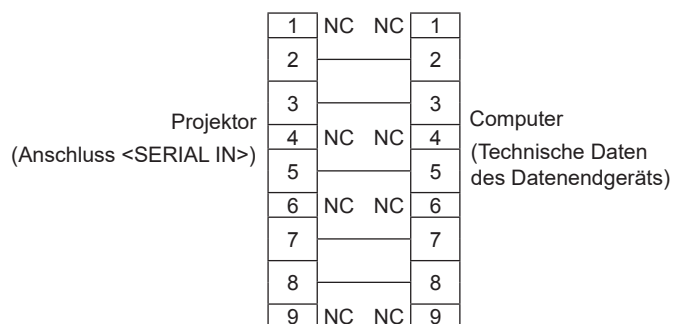 1 NC NC 1
2 2
3 3
Projektor
(Anschluss <SERIAL IN>)
Computer
(Technische Daten
des Datenendgeräts)
4 NC NC 4
5 5
6 NC NC 6
7 7
8 8
9 NC NC 9